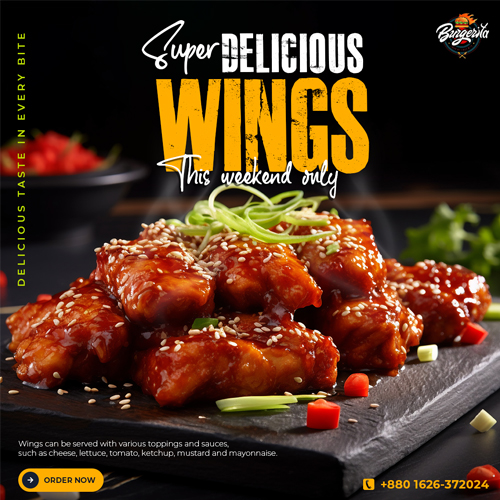 Burgerita
Super DELICIOUS
WINGS
This weekend only
DELICIOUS TASTE IN EVERY BITE
Wings can be served with various toppings and sauces,
such as cheese, lettuce, tomato, ketchup, mustard and mayonnaise.
ORDER NOW
+880 1626-372024